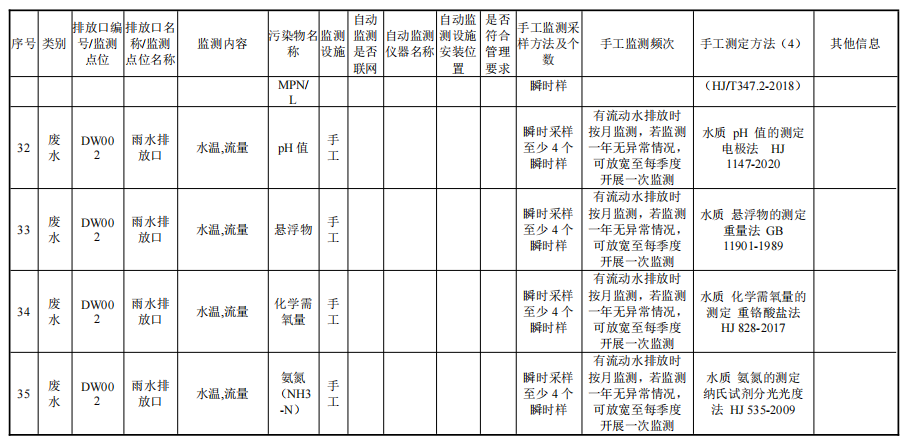 序号
类别
排放口编
号/监测
点位
排放口名
称/监测
点位名称
监测内容
污染物名
称
监测
设施
自动
监测
是否
联网
自动监测
仪器名称
自动监
测设施
安装位
置
是否
符合
管理
要求
手工监测采
样方法及个
数
手工监测频次
手工测定方法（4）
其他信息
MPN/
L
瞬时样
（HJ/T347.2-2018）
32
废
水
DW00
2
雨水排
放口
水温,流量
pH 值
手
工
瞬时采样
至少 4 个
瞬时样
有流动水排放时
按月监测，若监测
一年无异常情况，
可放宽至每季度
开展一次监测
水质 pH 值的测定
电极法 HJ
1147-2020
33
废
水
DW00
2
雨水排
放口
水温,流量
悬浮物
手
工
瞬时采样
至少 4 个
瞬时样
有流动水排放时
按月监测，若监测
一年无异常情况，
可放宽至每季度
开展一次监测
水质 悬浮物的测定
重量法 GB
11901-1989
34
废
水
DW00
2
雨水排
放口
水温,流量
化学需
氧量
手
工
瞬时采样
至少 4 个
瞬时样
有流动水排放时
按月监测，若监测
一年无异常情况，
可放宽至每季度
开展一次监测
水质 化学需氧量的
测定 重铬酸盐法
HJ 828-2017
35
废
水
DW00
2
雨水排
放口
水温,流量
氨氮
（NH3
-N）
手
工
瞬时采样
至少 4 个
瞬时样
有流动水排放时
按月监测，若监测
一年无异常情况，
可放宽至每季度
开展一次监测
水质 氨氮的测定
纳氏试剂分光光度
法 HJ 535-2009